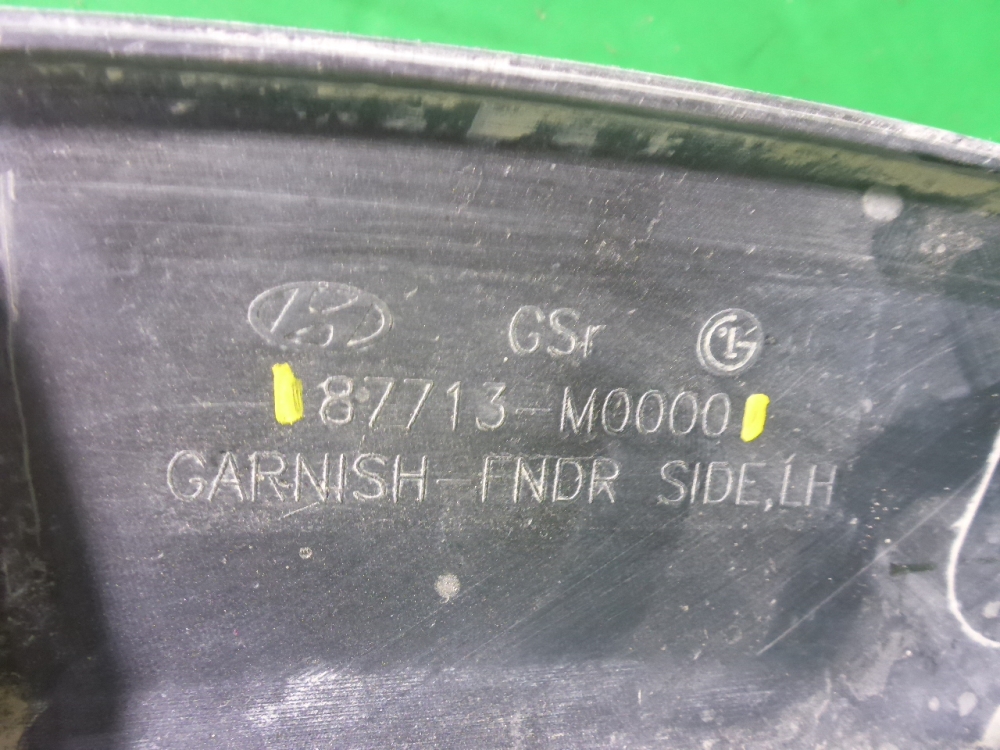 GSr
87713-M0000
GARNISH-FNDR SIDE,LH